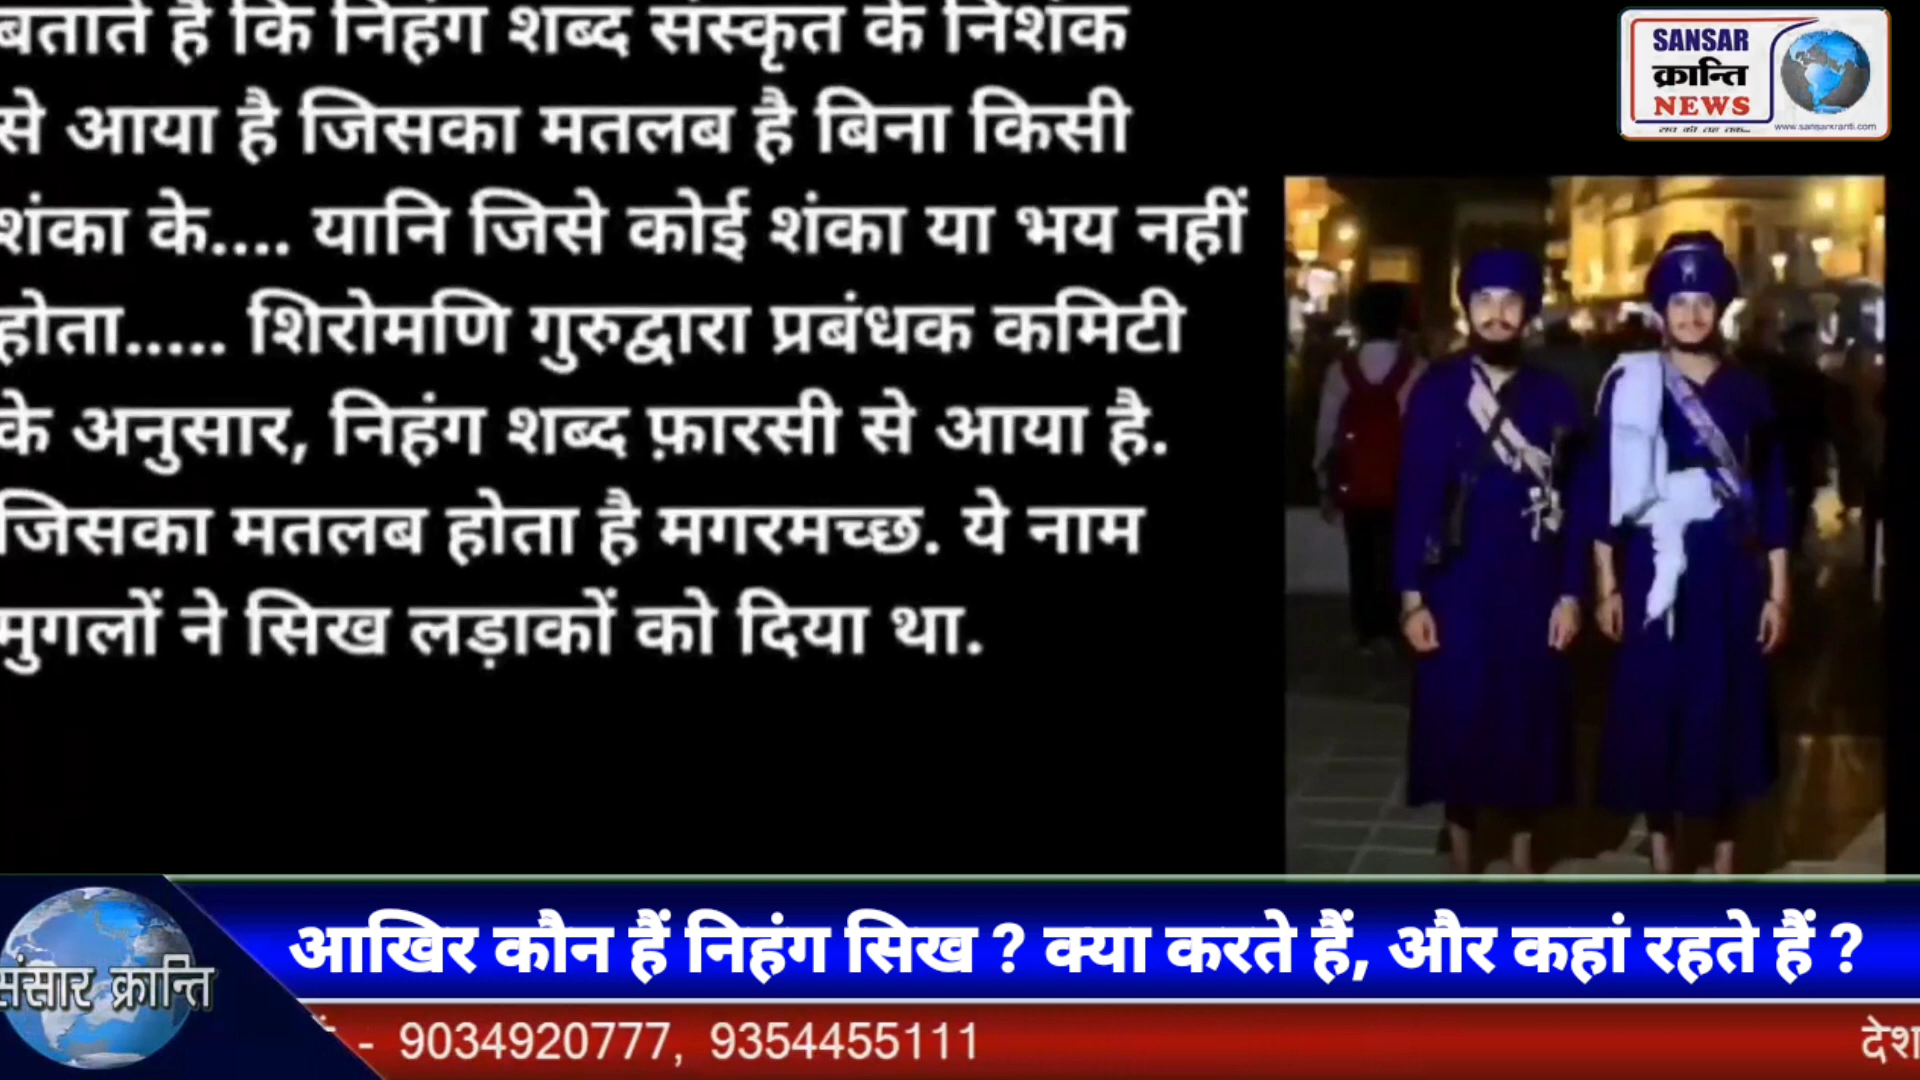 बताते हैं कि निहंग शब्द संस्कृत के निशंक
से आया है जिसका मतलब है बिना किसी
शंका के.... यानि जिसे कोई शंका या भय नहीं
होता..... शिरोमणि गुरुद्वारा प्रबंधक कमिटी
के अनुसार, निहंग शब्द फ़ारसी से आया है.
जिसका मतलब होता है मगरमच्छ. ये नाम
मुगलों ने सिख लड़ाकों को दिया था.
SANSAR
क्रान्ति
NEWS
www.sansarkranti.com
आखिर कौन हैं निहंग सिख ? क्या करते हैं, और कहां रहते हैं ?
संसार क्रान्ति
- 9034920777, 9354455111
देश